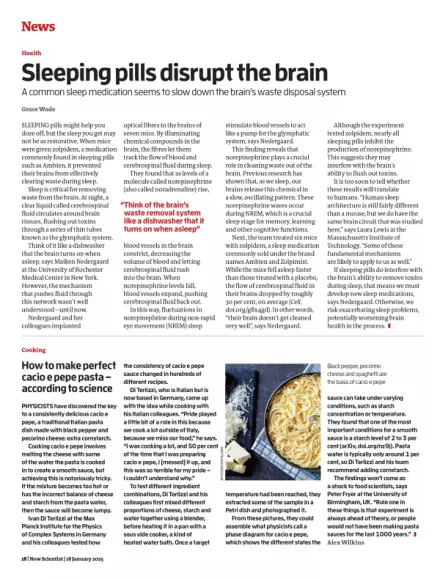 News
Health
Sleeping pills disrupt the brain
A common sleep medication seems to slow down the brain's waste disposal system
Grace Wade
SLEEPING pills might help you
doze off, but the sleep you get may
not be as restorative. When mice
were given zolpidem, a medication
commonly found in sleeping pills
such as Ambien, it prevented
their brains from effectively
clearing waste during sleep.
Sleep is critical for removing
waste from the brain. At night, a
clear liquid called cerebrospinal
fluid circulates around brain
tissues, flushing out toxins
through a series of thin tubes
known as the glymphatic system.
Think of it like a dishwasher
that the brain turns on when
asleep, says Maiken Nedergaard
at the University of Rochester
Medical Center in New York.
However, the mechanism
that pushes fluid through
this network wasn't well
understood – until now.
Nedergaard and her
colleagues implanted
optical fibres in the brains of
seven mice. By illuminating
chemical compounds in the
brain, the fibres let them
track the flow of blood and
cerebrospinal fluid during sleep.
They found that as levels of a
molecule called norepinephrine
(also called noradrenaline) rise,
"Think of the brain's
waste removal system
like a dishwasher that it
turns on when asleep"
blood vessels in the brain
constrict, decreasing the
volume of blood and letting
cerebrospinal fluid rush
into the brain. When
norepinephrine levels fall,
blood vessels expand, pushing
cerebrospinal fluid back out.
In this way, fluctuations in
norepinephrine during non-rapid
eye movement (NREM) sleep
stimulate blood vessels to act
like a pump for the glymphatic
system, says Nedergaard.
This finding reveals that
norepinephrine plays a crucial
role in cleaning waste out of the
brain. Previous research has
shown that, as we sleep, our
brains release this chemical in
a slow, oscillating pattern. These
norepinephrine waves occur
during NREM, which is a crucial
sleep stage for memory, learning
and other cognitive functions.
Next, the team treated six mice
with zolpidem, a sleep medication
commonly sold under the brand
names Ambien and Zolpimist.
While the mice fell asleep faster
than those treated with a placebo,
the flow of cerebrospinal fluid in
their brains dropped by roughly
30 per cent, on average (Cell,
doi.org/g8x4gd). In other words,
"their brain doesn't get cleaned
very well", says Nedergaard.
Although the experiment
tested zolpidem, nearly all
sleeping pills inhibit the
production of norepinephrine.
This suggests they may
interfere with the brain's
ability to flush out toxins.
It is too soon to tell whether
these results will translate
to humans. "Human sleep
architecture is still fairly different
than a mouse, but we do have the
same brain circuit that was studied
here," says Laura Lewis at the
Massachusetts Institute of
Technology. "Some of these
fundamental mechanisms
are likely to apply to us as well."
If sleeping pills do interfere with
the brain's ability to remove toxins
during sleep, that means we must
develop new sleep medications,
says Nedergaard. Otherwise, we
risk exacerbating sleep problems,
potentially worsening brain
health in the process.
Cooking
How to make perfect
cacio e pepe pasta –
according to science
PHYSICISTS have discovered the key
to a consistently delicious cacio e
pepe, a traditional Italian pasta
dish made with black pepper and
pecorino cheese: extra cornstarch.
Cooking cacio e pepe involves
melting the cheese with some
of the water the pasta is cooked
in to create a smooth sauce, but
achieving this is notoriously tricky.
If the mixture becomes too hot or
has the incorrect balance of cheese
and starch from the pasta water,
then the sauce will become lumpy.
Ivan Di Terlizzi at the Max
Planck Institute for the Physics
of Complex Systems in Germany
and his colleagues tested how
the consistency of cacio e pepe
sauce changed in hundreds of
different recipes.
Di Terlizzi, who is Italian but is
now based in Germany, came up
with the idea while cooking with
his Italian colleagues. "Pride played
a little bit of a role in this because
we cook a lot outside of Italy,
because we miss our food," he says.
"I was cooking a lot, and 50 per cent
of the time that I was preparing
cacio e pepe, I [messed] it up, and
this was so terrible for my pride –
I couldn't understand why."
To test different ingredient
combinations, Di Terlizzi and his
colleagues first mixed different
proportions of cheese, starch and
water together using a blender,
before heating it in a pan with a
sous vide cooker, a kind of
heated water bath. Once a target
Black pepper, pecorino
cheese and spaghetti are
the basis of cacio e pepe
temperature had been reached, they
extracted some of the sample in a
Petri dish and photographed it.
From these pictures, they could
assemble what physicists call a
phase diagram for cacio e pepe,
which shows the different states the
sauce can take under varying
conditions, such as starch
concentration or temperature.
They found that one of the most
important conditions for a smooth
sauce is a starch level of 2 to 3 per
cent (arXiv, doi.org/nz9j). Pasta
water is typically only around 1 per
cent, so Di Terlizzi and his team
recommend adding cornstarch.
The findings won't come as
a shock to food scientists, says
Peter Fryer at the University of
Birmingham, UK. "Rule one in
these things is that experiment is
always ahead of theory, or people
would not have been making pasta
sauces for the last 1000 years."
Alex Wilkins
18 | New Scientist | 18 January 2025